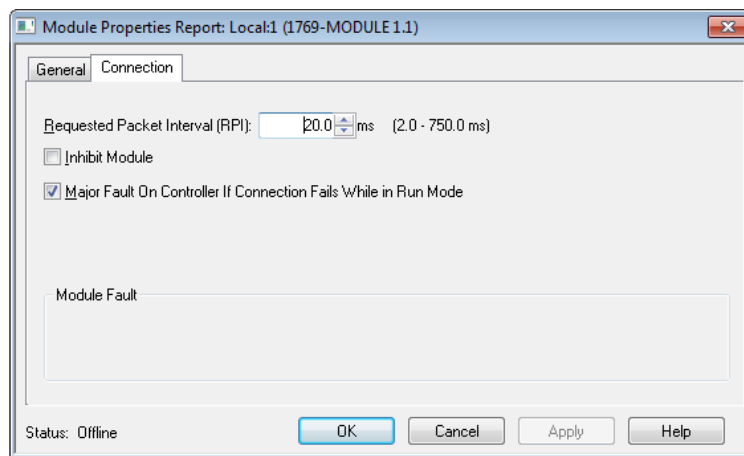 Module Properties Report: Local:1 (1769-MODULE 1.1)
General Connection
Requested Packet Interval (RPI): 20.0 ms (2.0 - 750.0 ms)
Inhibit Module
Major Fault On Controller If Connection Fails While in Run Mode
Module Fault
Status: Offline OK Cancel Apply Help